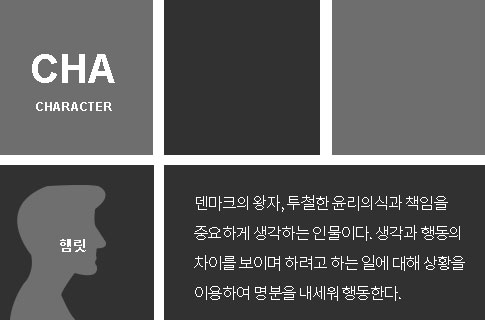 CHA
CHARACTER
햄릿
덴마크의 왕자, 투철한 윤리의식과 책임을
중요하게 생각하는 인물이다. 생각과 행동의
차이를 보이며 하려고 하는 일에 대해 상황을
이용하여 명분을 내세워 행동한다.